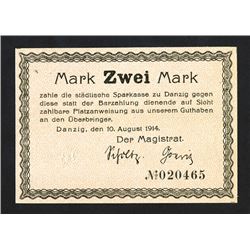 Mark Zwei Mark
zahle die städtische Sparkasse zu Danzig gegen
diese statt der Barzahlung dienende auf Sicht
zahlbare Platzanweisung aus unserem Guthaben
an den Überbringer.
Danzig, den 10. August 1914.
Der Magistrat.
Scholtz.
№020465